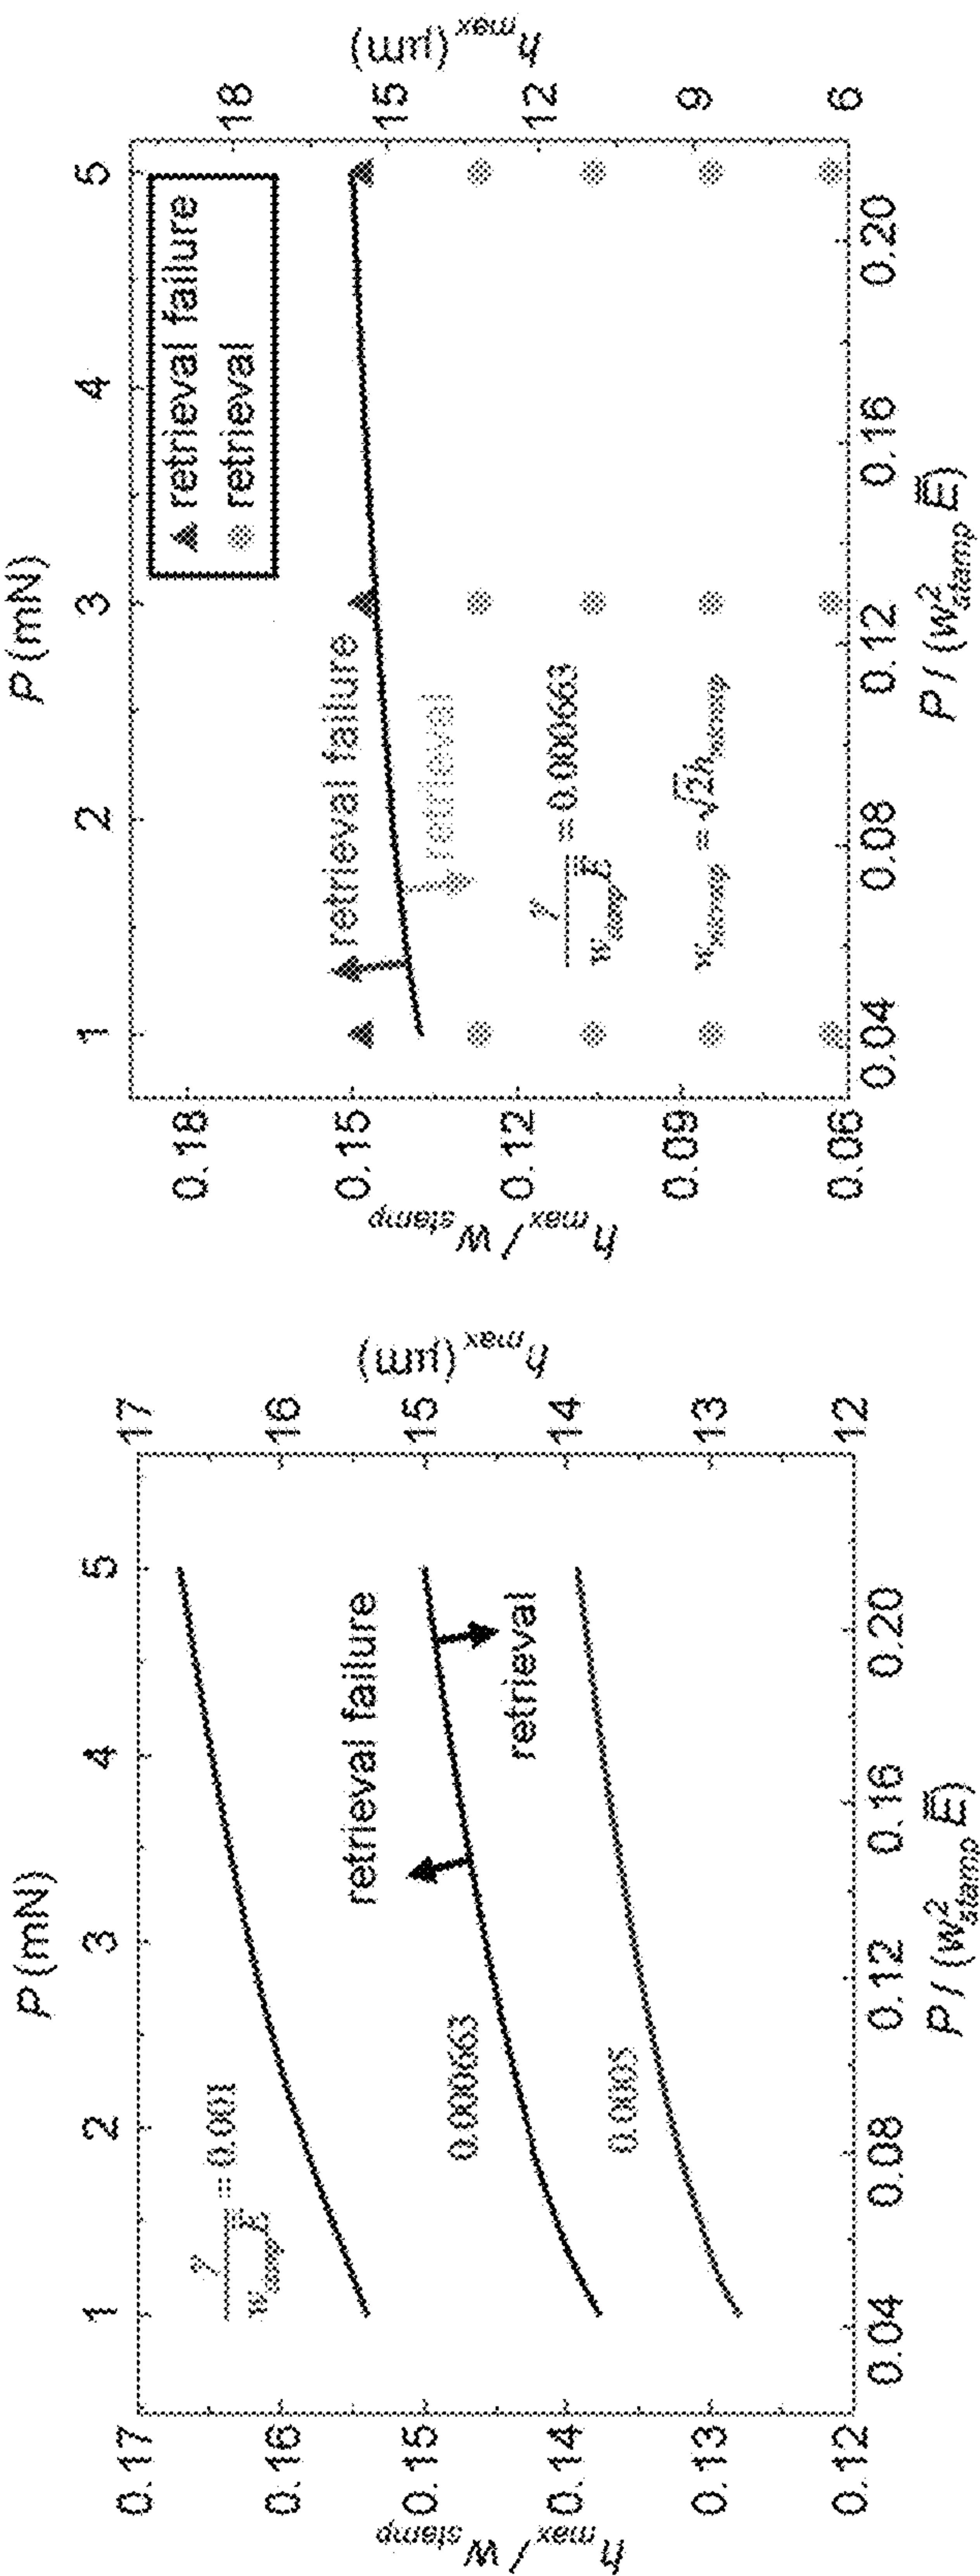 P (mN)
1 2 3 4 5
0.17 17
0.16 16
0.15 15
0.14 14
0.13 13
0.12 12
h_max / w_stamp
h_max (μm)
γ / (w_stamp E̿) = 0.001
0.000663
0.0005
retrieval failure
retrieval
0.04 0.08 0.12 0.16 0.20
P / (w²_stamp E̿)
P (mN)
1 2 3 4 5
0.18 18
0.15 15
0.12 12
0.09 9
0.06 6
h_max / w_stamp
h_max (μm)
retrieval failure
retrieval
retrieval failure
retrieval
γ / (w_stamp E̿) = 0.000663
0.04 0.08 0.12 0.16 0.20
P / (w²_stamp E̿)